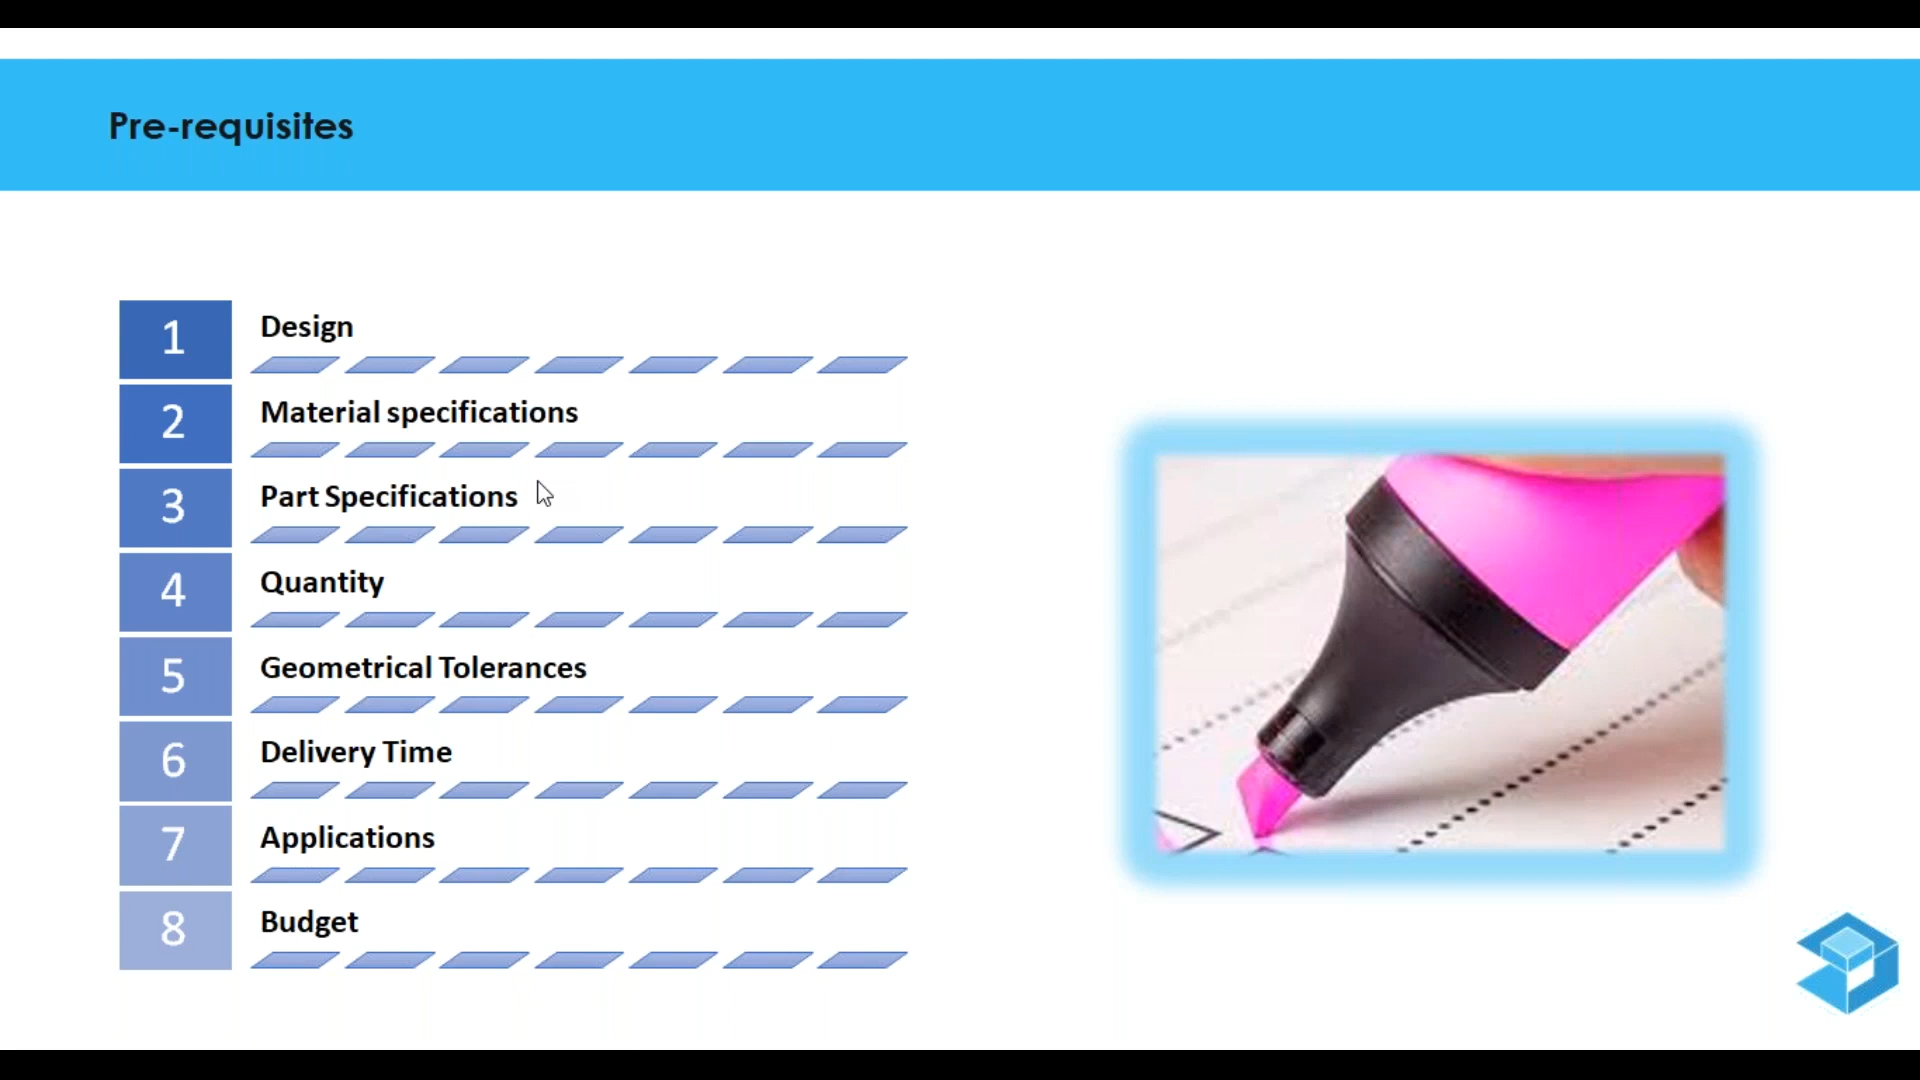 Pre-requisites
1 Design
2 Material specifications
3 Part Specifications
4 Quantity
5 Geometrical Tolerances
6 Delivery Time
7 Applications
8 Budget